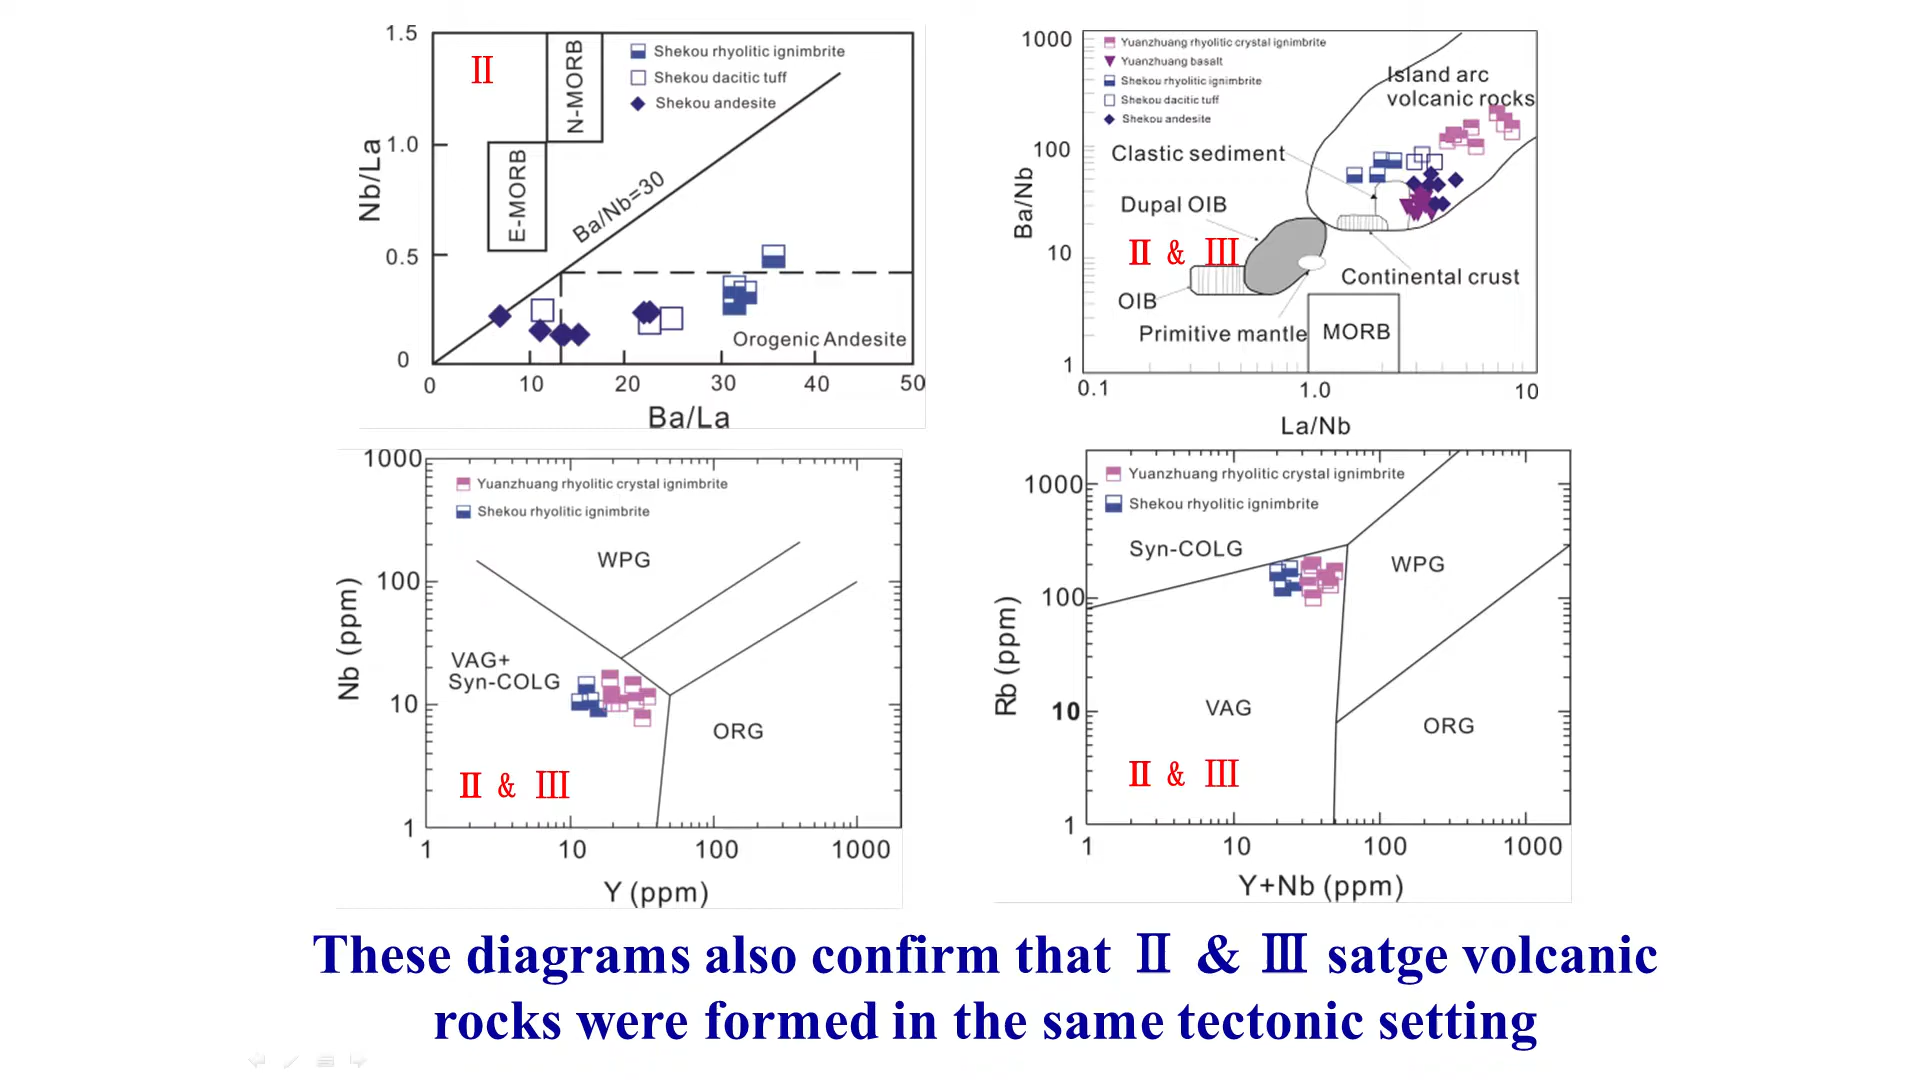 1.5
Ⅱ
N-MORB
Shekou rhyolitic ignimbrite
Shekou dacitic tuff
Shekou andesite
1.0
E-MORB
Ba/Nb=30
Nb/La
0.5
Orogenic Andesite
0
0 10 20 30 40 50
Ba/La
1000
Yuanzhuang rhyolitic crystal ignimbrite
Yuanzhuang basalt
Shekou rhyolitic ignimbrite
Shekou dacitic tuff
Shekou andesite
Island arc
volcanic rocks
100
Clastic sediment
Ba/Nb
Dupal OIB
Ⅱ & Ⅲ
10
Continental crust
OIB
Primitive mantle
MORB
1
0.1 1.0 10
La/Nb
1000
Yuanzhuang rhyolitic crystal ignimbrite
Shekou rhyolitic ignimbrite
WPG
100
Nb (ppm)
VAG+
Syn-COLG
10
ORG
Ⅱ & Ⅲ
1
1 10 100 1000
Y (ppm)
Yuanzhuang rhyolitic crystal ignimbrite
1000
Shekou rhyolitic ignimbrite
Syn-COLG
WPG
100
Rb (ppm)
VAG
10
ORG
Ⅱ & Ⅲ
1
1 10 100 1000
Y+Nb (ppm)
These diagrams also confirm that Ⅱ & Ⅲ satge volcanic
rocks were formed in the same tectonic setting